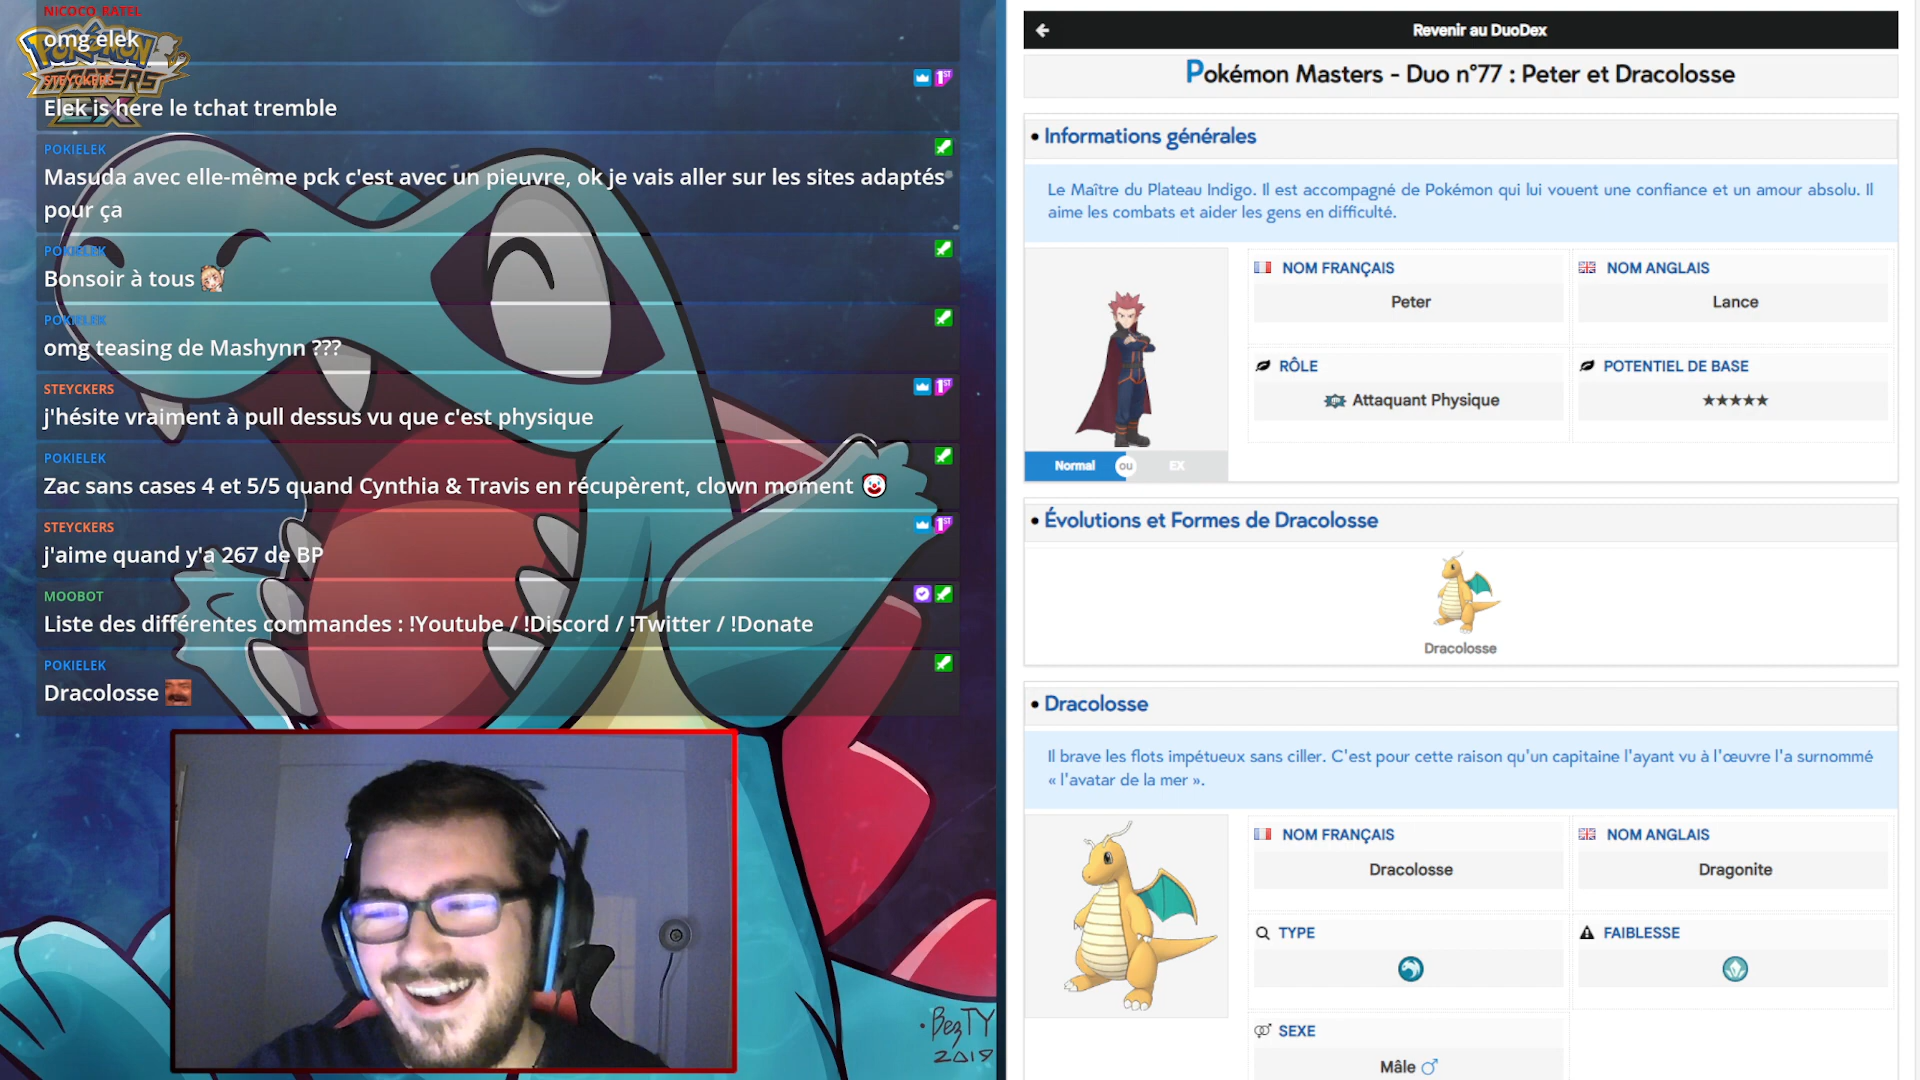 NICOCO_RATEL
omg elek
POKÉMON
MASTERS
EX
STEYCKERS
Elek is here le tchat tremble
POKIELEK
Masuda avec elle-même pck c'est avec un pieuvre, ok je vais aller sur les sites adaptés
pour ça
POKIELEK
Bonsoir à tous
POKIELEK
omg teasing de Mashynn ???
STEYCKERS
j'hésite vraiment à pull dessus vu que c'est physique
POKIELEK
Zac sans cases 4 et 5/5 quand Cynthia & Travis en récupèrent, clown moment
STEYCKERS
j'aime quand y'a 267 de BP
MOOBOT
Liste des différentes commandes : !Youtube / !Discord / !Twitter / !Donate
POKIELEK
Dracolosse
1ST
1ST
1ST
BezTY
2019
Revenir au DuoDex
Pokémon Masters - Duo n°77 : Peter et Dracolosse
• Informations générales
Le Maître du Plateau Indigo. Il est accompagné de Pokémon qui lui vouent une confiance et un amour absolu. Il
aime les combats et aider les gens en difficulté.
NOM FRANÇAIS
Peter
NOM ANGLAIS
Lance
RÔLE
Attaquant Physique
POTENTIEL DE BASE
★★★★★
Normal ou EX
• Évolutions et Formes de Dracolosse
Dracolosse
• Dracolosse
Il brave les flots impétueux sans ciller. C'est pour cette raison qu'un capitaine l'ayant vu à l'œuvre l'a surnommé
« l'avatar de la mer ».
NOM FRANÇAIS
Dracolosse
NOM ANGLAIS
Dragonite
TYPE
FAIBLESSE
SEXE
Mâle ♂